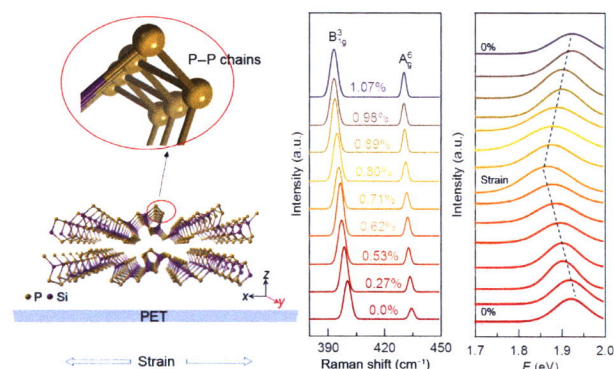 P–P chains
P
Si
x
z
y
PET
Strain
Intensity (a.u.)
B³₁g
A⁶g
1.07%
0.98%
0.89%
0.80%
0.71%
0.62%
0.53%
0.27%
0.0%
390
420
450
Raman shift (cm⁻¹)
Intensity (a.u.)
0%
Strain
0%
1.7
1.8
1.9
2.0
E (eV)